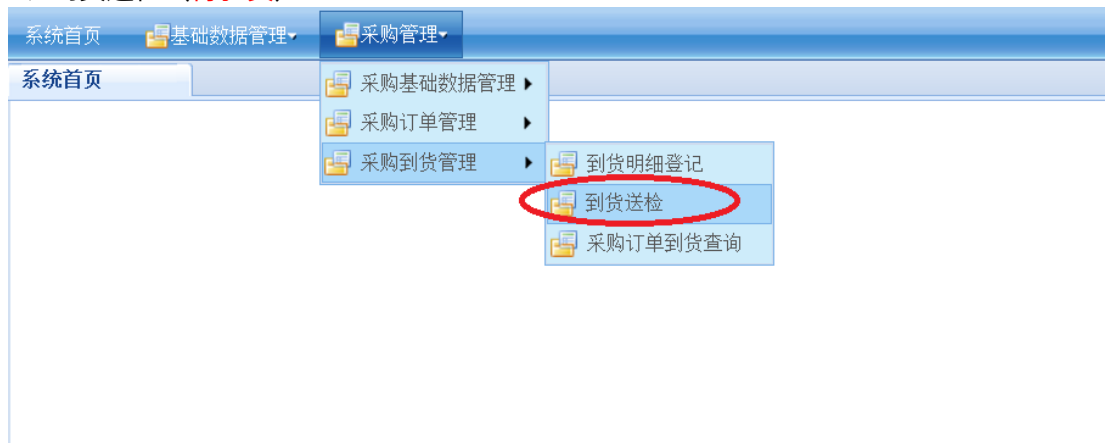 系统首页 基础数据管理 采购管理
系统首页
采购基础数据管理
采购订单管理
采购到货管理
到货明细登记
到货送检
采购订单到货查询